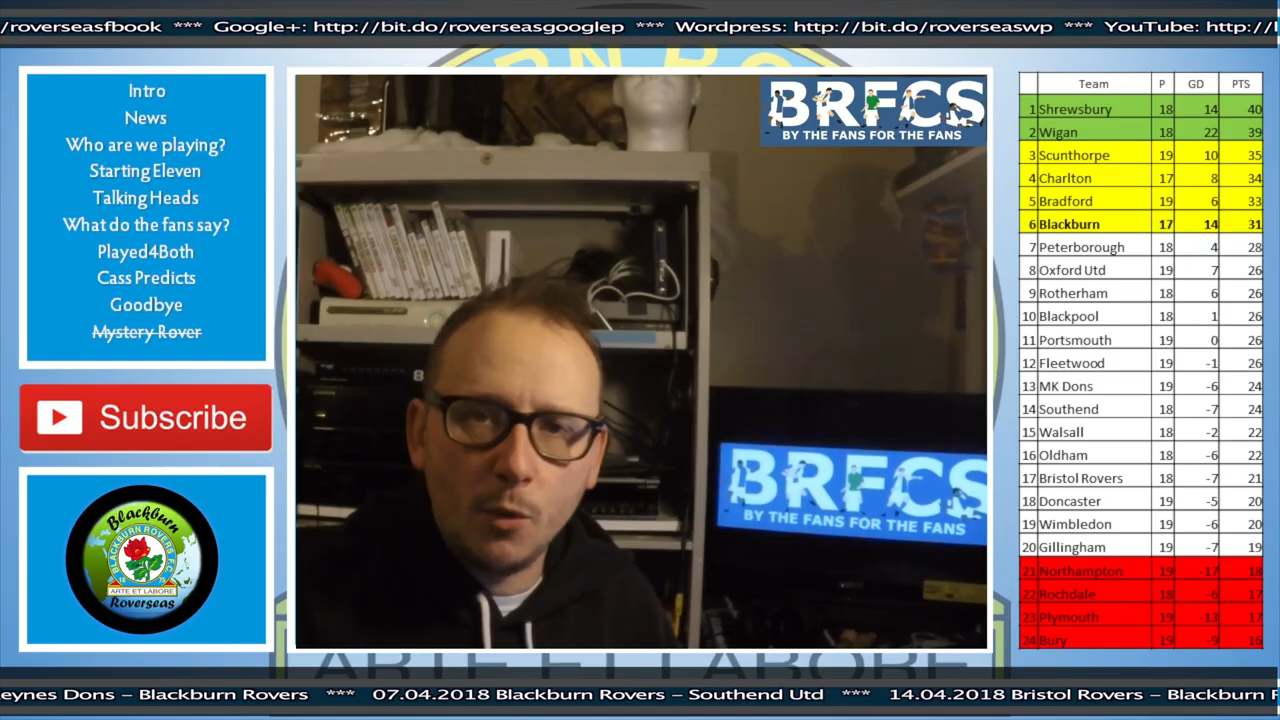 /roverseasfbook *** Google+: http://bit.do/roverseasgooglep *** Wordpress: http://bit.do/roverseaswp *** YouTube: http://
Intro
News
Who are we playing?
Starting Eleven
Talking Heads
What do the fans say?
Played4Both
Cass Predicts
Goodbye
Mystery Rover
Subscribe
Blackburn
BLACKBURN ROVERS F.C.
1875
ARTE ET LABORE
Roverseas
BRFCS
BY THE FANS FOR THE FANS
8
BRFCS
BY THE FANS FOR THE FANS
ARTE ET LABORE
Team P GD PTS
1 Shrewsbury 18 14 40
2 Wigan 18 22 39
3 Scunthorpe 19 10 35
4 Charlton 17 8 34
5 Bradford 19 6 33
6 Blackburn 17 14 31
7 Peterborough 18 4 28
8 Oxford Utd 19 7 26
9 Rotherham 18 6 26
10 Blackpool 18 1 26
11 Portsmouth 19 0 26
12 Fleetwood 19 -1 26
13 MK Dons 19 -6 24
14 Southend 18 -7 24
15 Walsall 18 -2 22
16 Oldham 18 -6 22
17 Bristol Rovers 18 -7 21
18 Doncaster 19 -5 20
19 Wimbledon 19 -6 20
20 Gillingham 19 -7 19
21 Northampton 19 -17 18
22 Rochdale 18 -6 17
23 Plymouth 19 -13 17
24 Bury 19 -9 16
eynes Dons – Blackburn Rovers *** 07.04.2018 Blackburn Rovers – Southend Utd *** 14.04.2018 Bristol Rovers – Blackburn